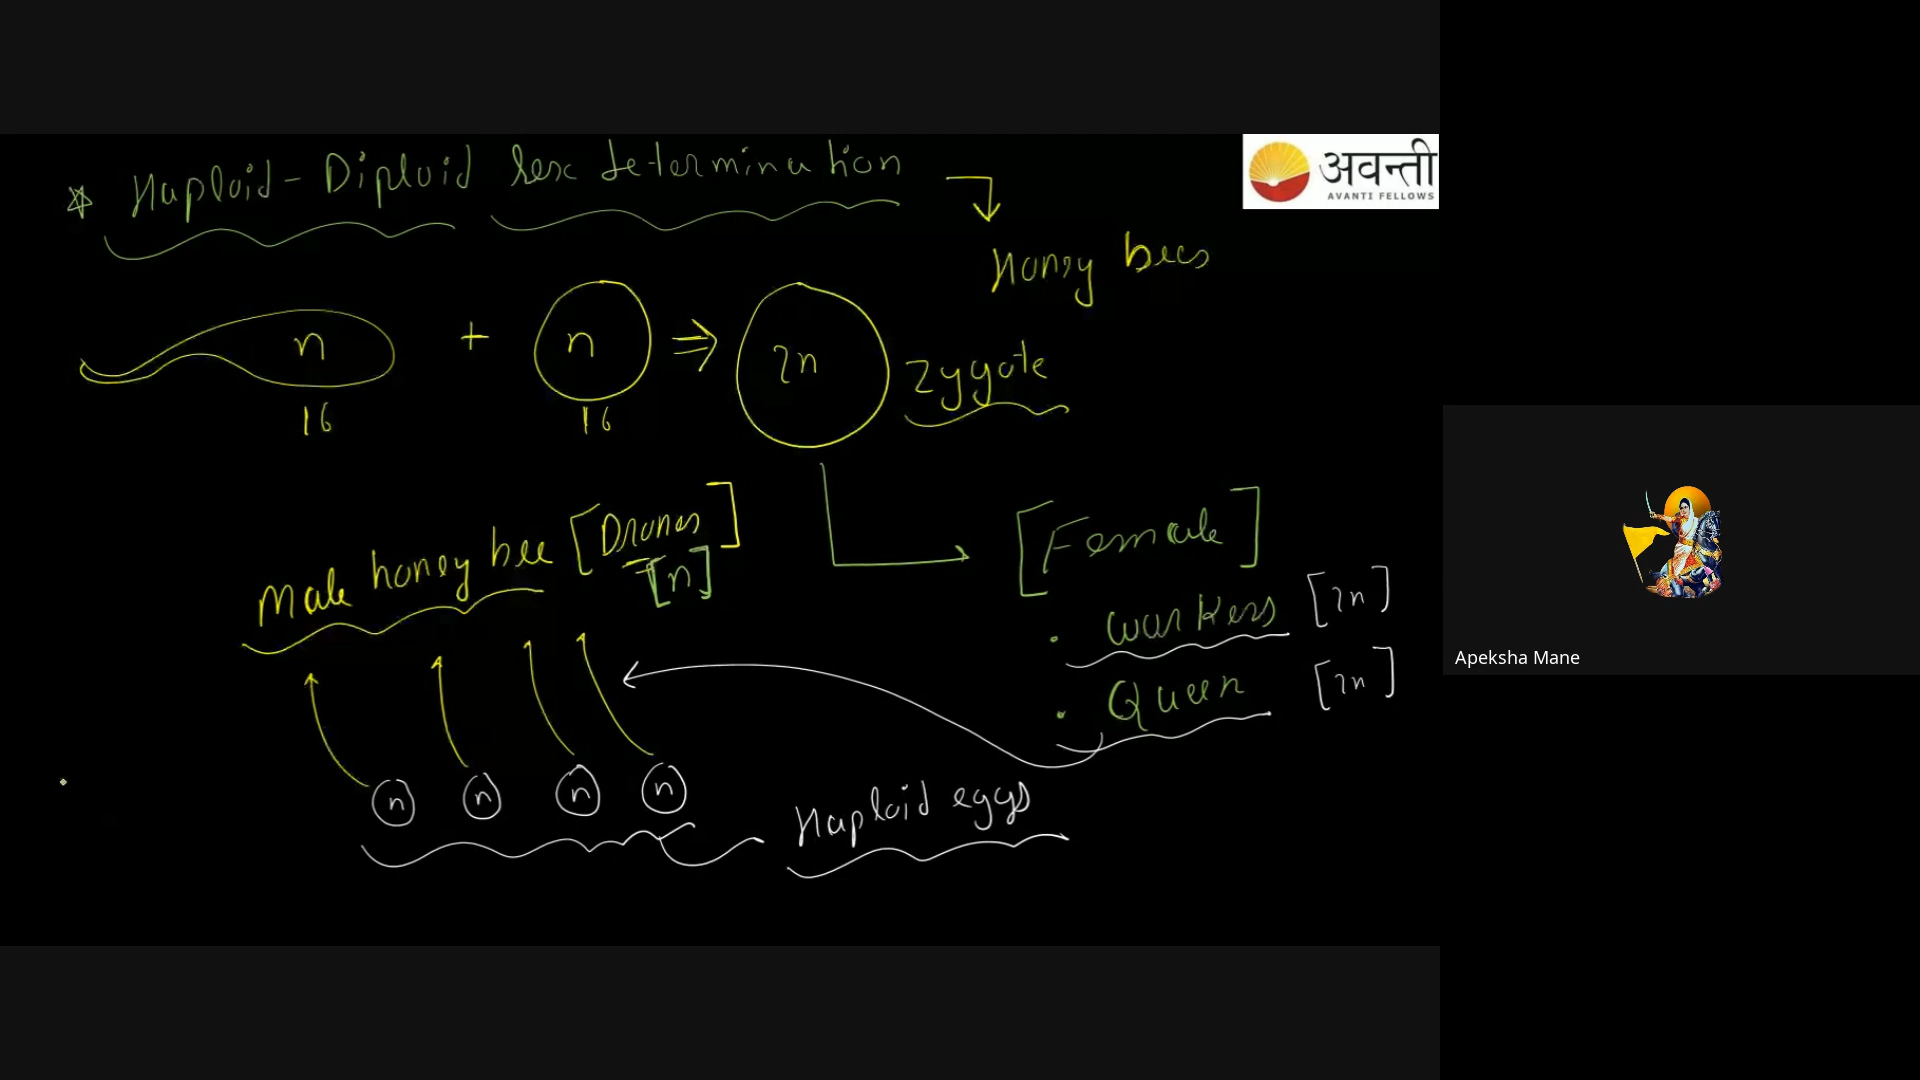 * Haploid-Diploid sex determination
अवन्ती
AVANTI FELLOWS
Honey bees
n + n ⇒ 2n Zygote
16 16
Male honey bee [Drones]
[n]
[Female]
• workers [2n]
• Queen [2n]
n n n n
Haploid eggs
Apeksha Mane